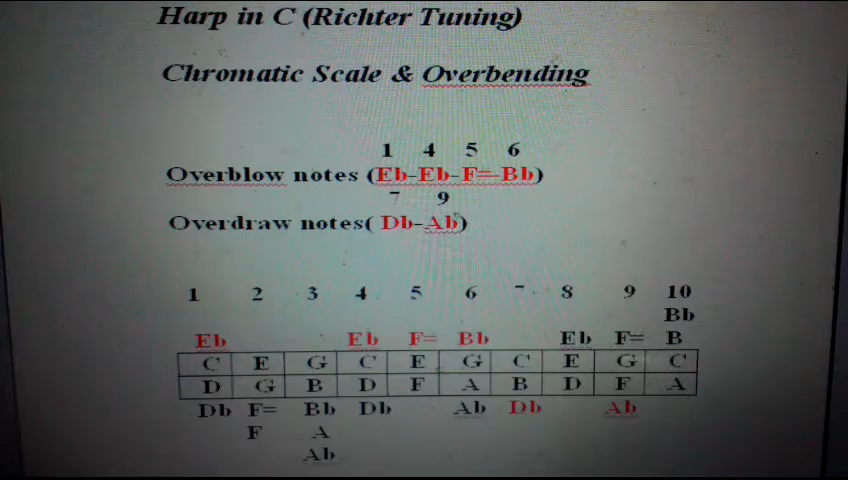 Harp in C (Richter Tuning)
Chromatic Scale & Overbending
1 4 5 6
Overblow notes (Eb-Eb-F=-Bb)
7 9
Overdraw notes( Db-Ab)
1 2 3 4 5 6 7 8 9 10
Bb
Eb Eb F= Bb Eb F= B
C E G C E G C E G C
D G B D F A B D F A
Db F= Bb Db Ab Db Ab
F A
Ab